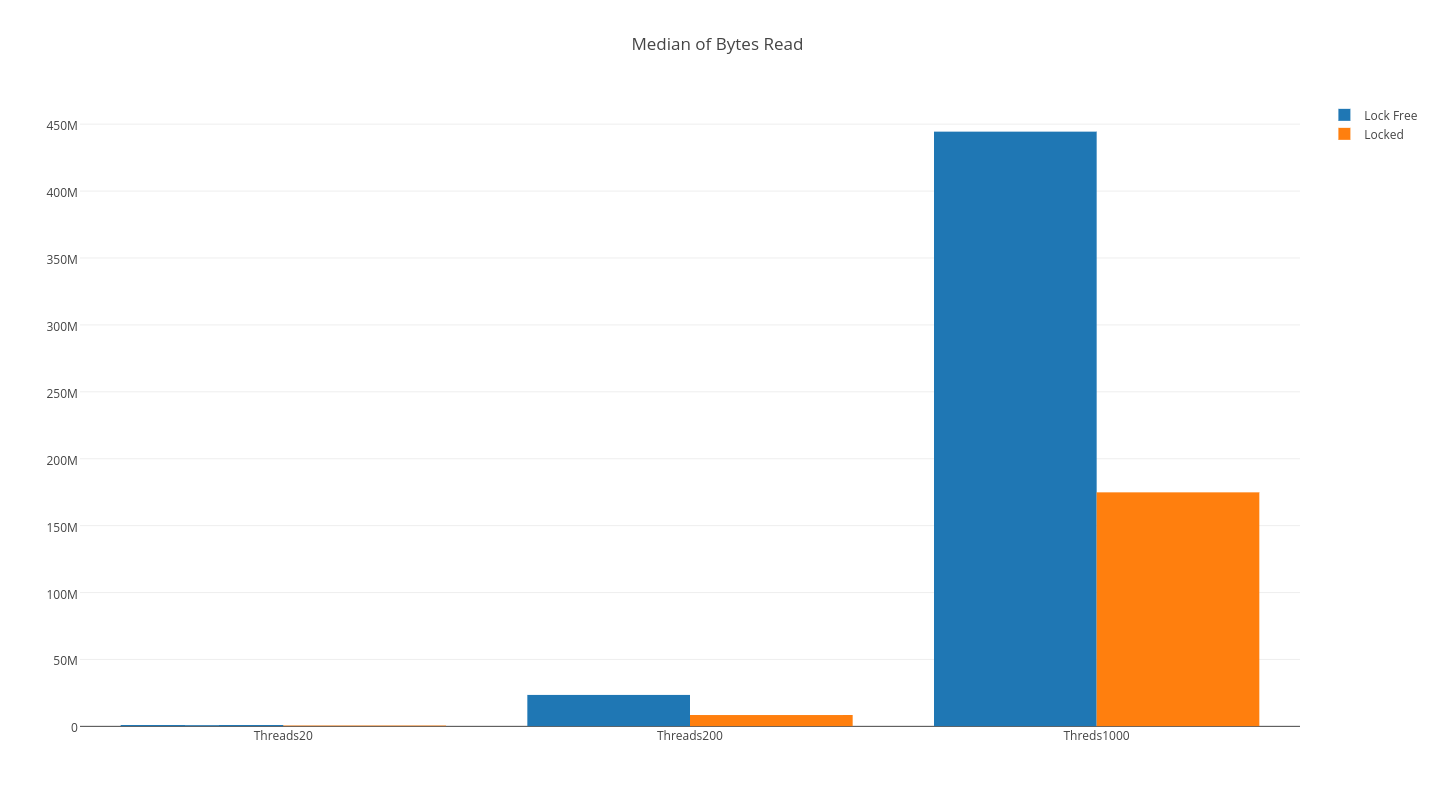 Median of Bytes Read
Lock Free
Locked
450M
400M
350M
300M
250M
200M
150M
100M
50M
0
Threads20
Threads200
Threds1000